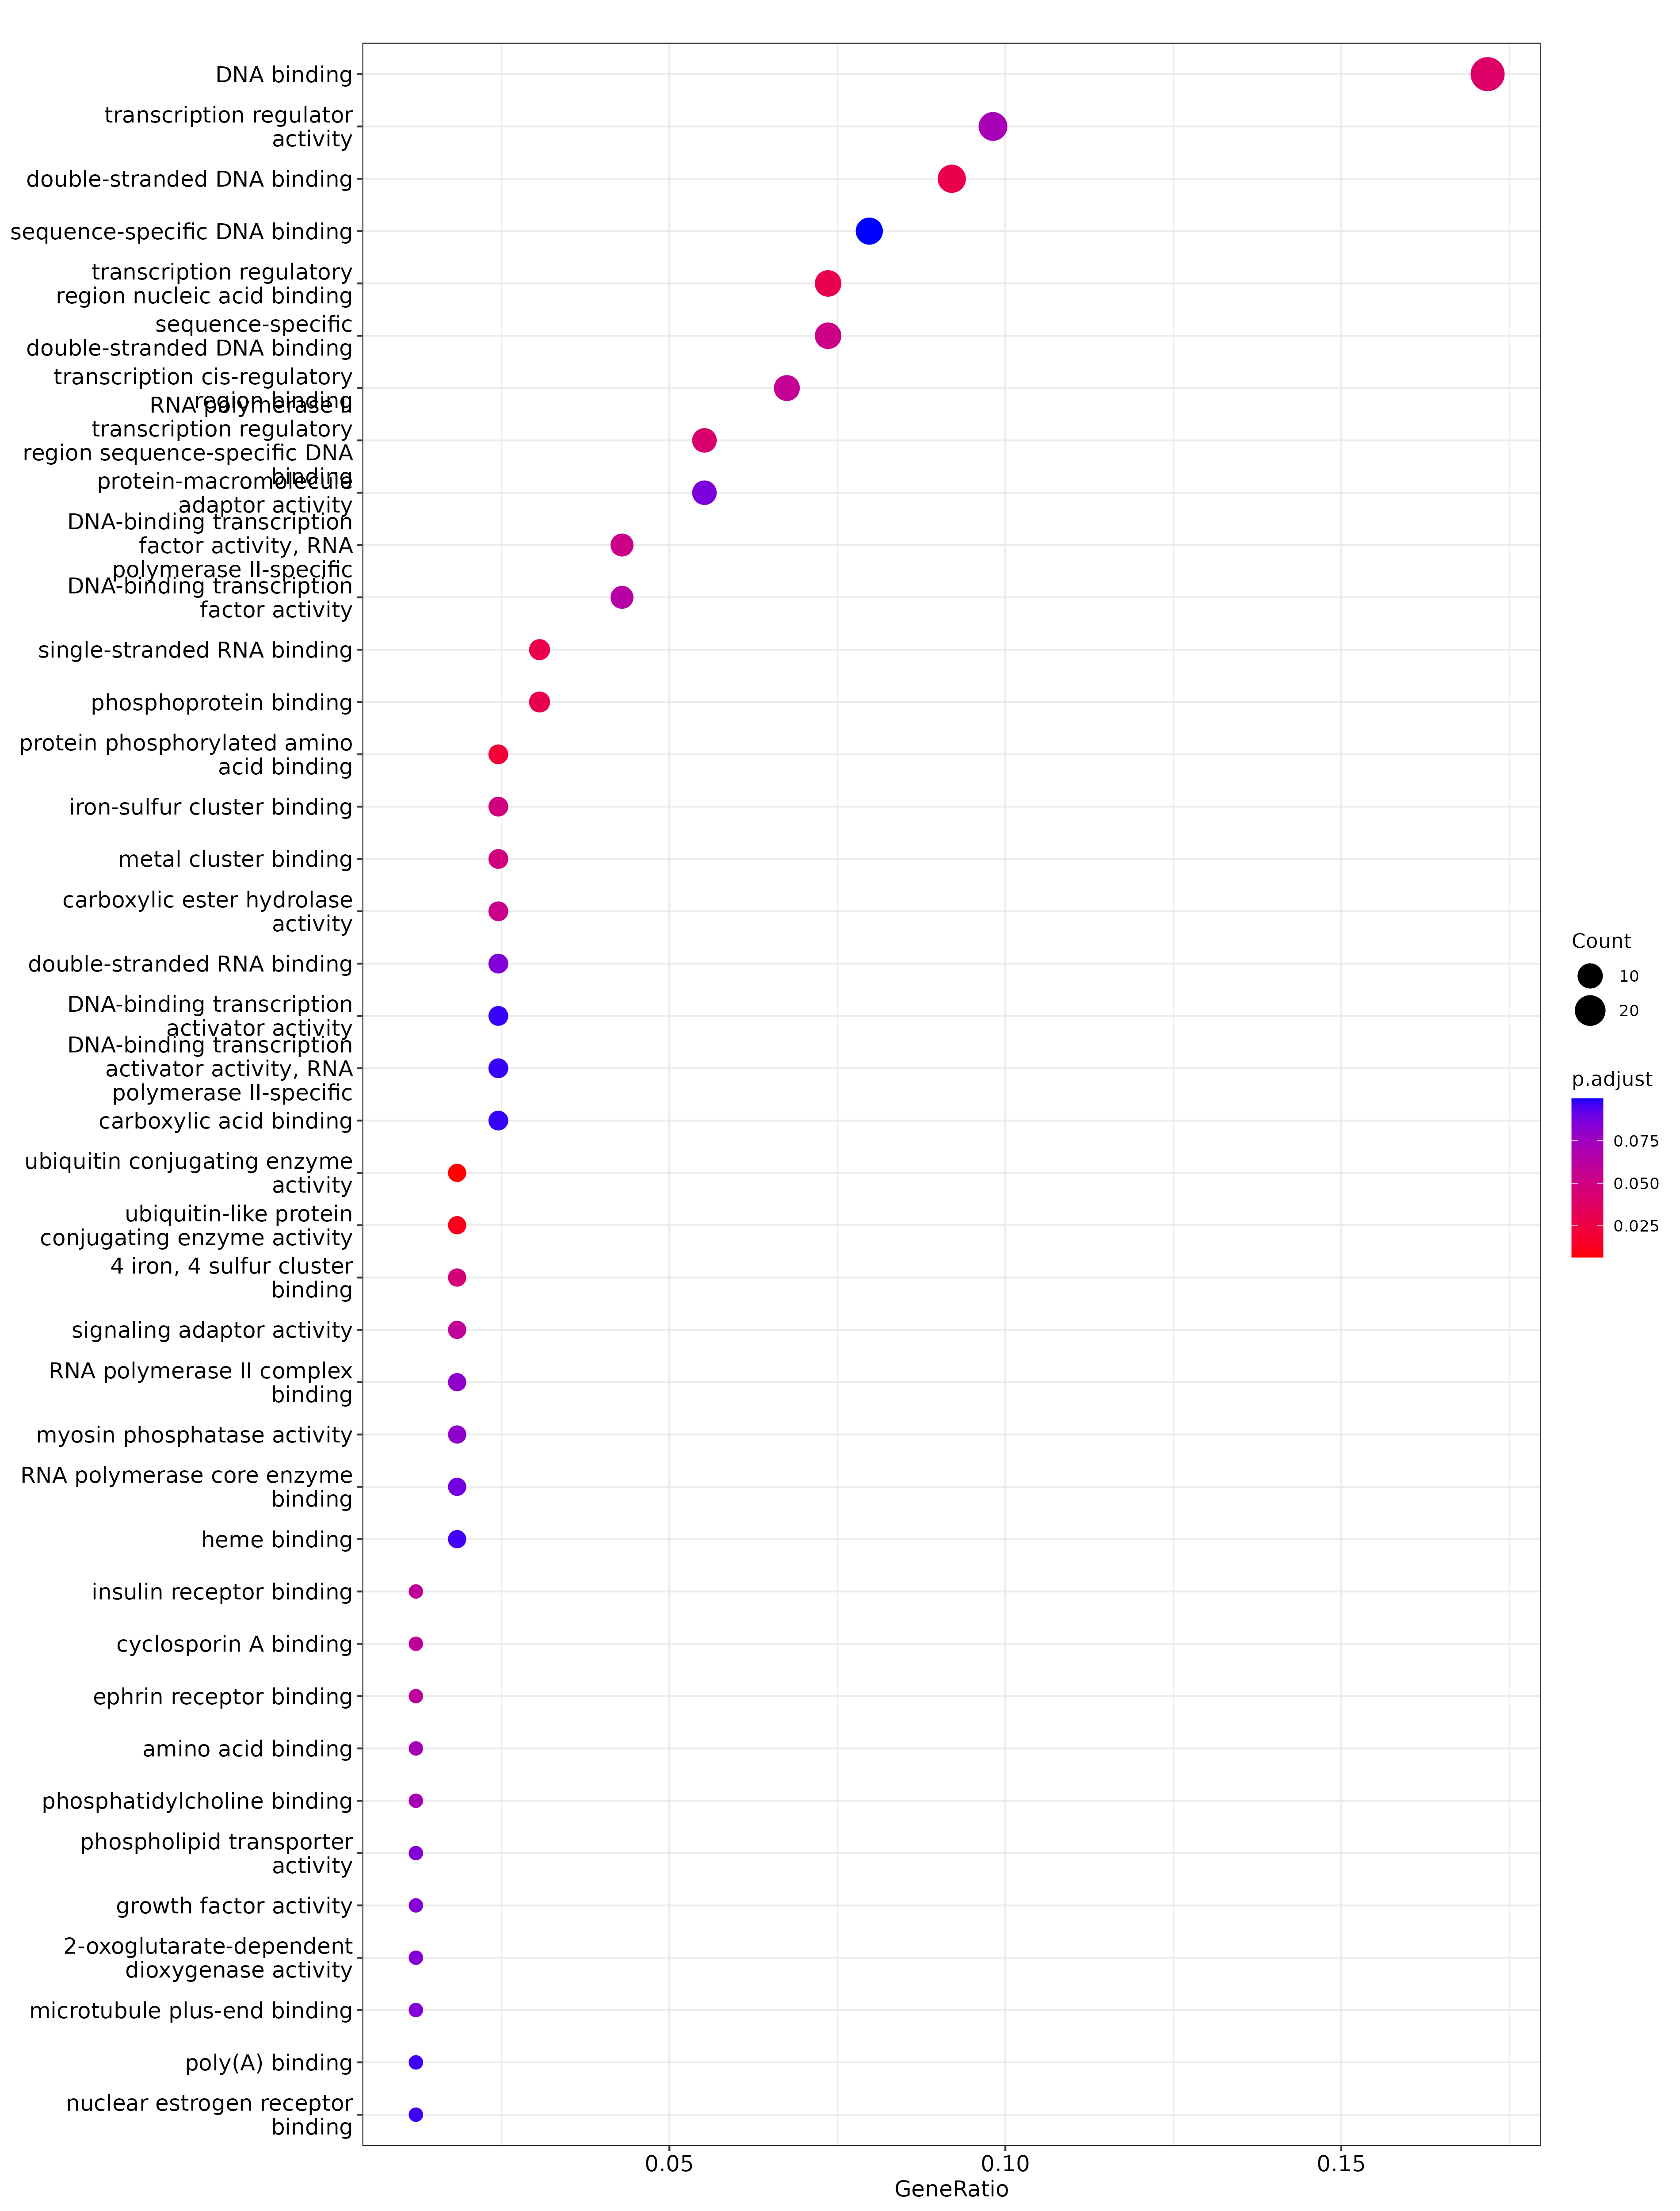 DNA binding
transcription regulator
activity
double-stranded DNA binding
sequence-specific DNA binding
transcription regulatory
region nucleic acid binding
sequence-specific
double-stranded DNA binding
transcription cis-regulatory
region binding
RNA polymerase II
transcription regulatory
region sequence-specific DNA
binding
protein-macromolecule
adaptor activity
DNA-binding transcription
factor activity, RNA
polymerase II-specific
DNA-binding transcription
factor activity
single-stranded RNA binding
phosphoprotein binding
protein phosphorylated amino
acid binding
iron-sulfur cluster binding
metal cluster binding
carboxylic ester hydrolase
activity
double-stranded RNA binding
DNA-binding transcription
activator activity
DNA-binding transcription
activator activity, RNA
polymerase II-specific
carboxylic acid binding
ubiquitin conjugating enzyme
activity
ubiquitin-like protein
conjugating enzyme activity
4 iron, 4 sulfur cluster
binding
signaling adaptor activity
RNA polymerase II complex
binding
myosin phosphatase activity
RNA polymerase core enzyme
binding
heme binding
insulin receptor binding
cyclosporin A binding
ephrin receptor binding
amino acid binding
phosphatidylcholine binding
phospholipid transporter
activity
growth factor activity
2-oxoglutarate-dependent
dioxygenase activity
microtubule plus-end binding
poly(A) binding
nuclear estrogen receptor
binding
0.05
0.10
0.15
GeneRatio
Count
10
20
p.adjust
0.075
0.050
0.025